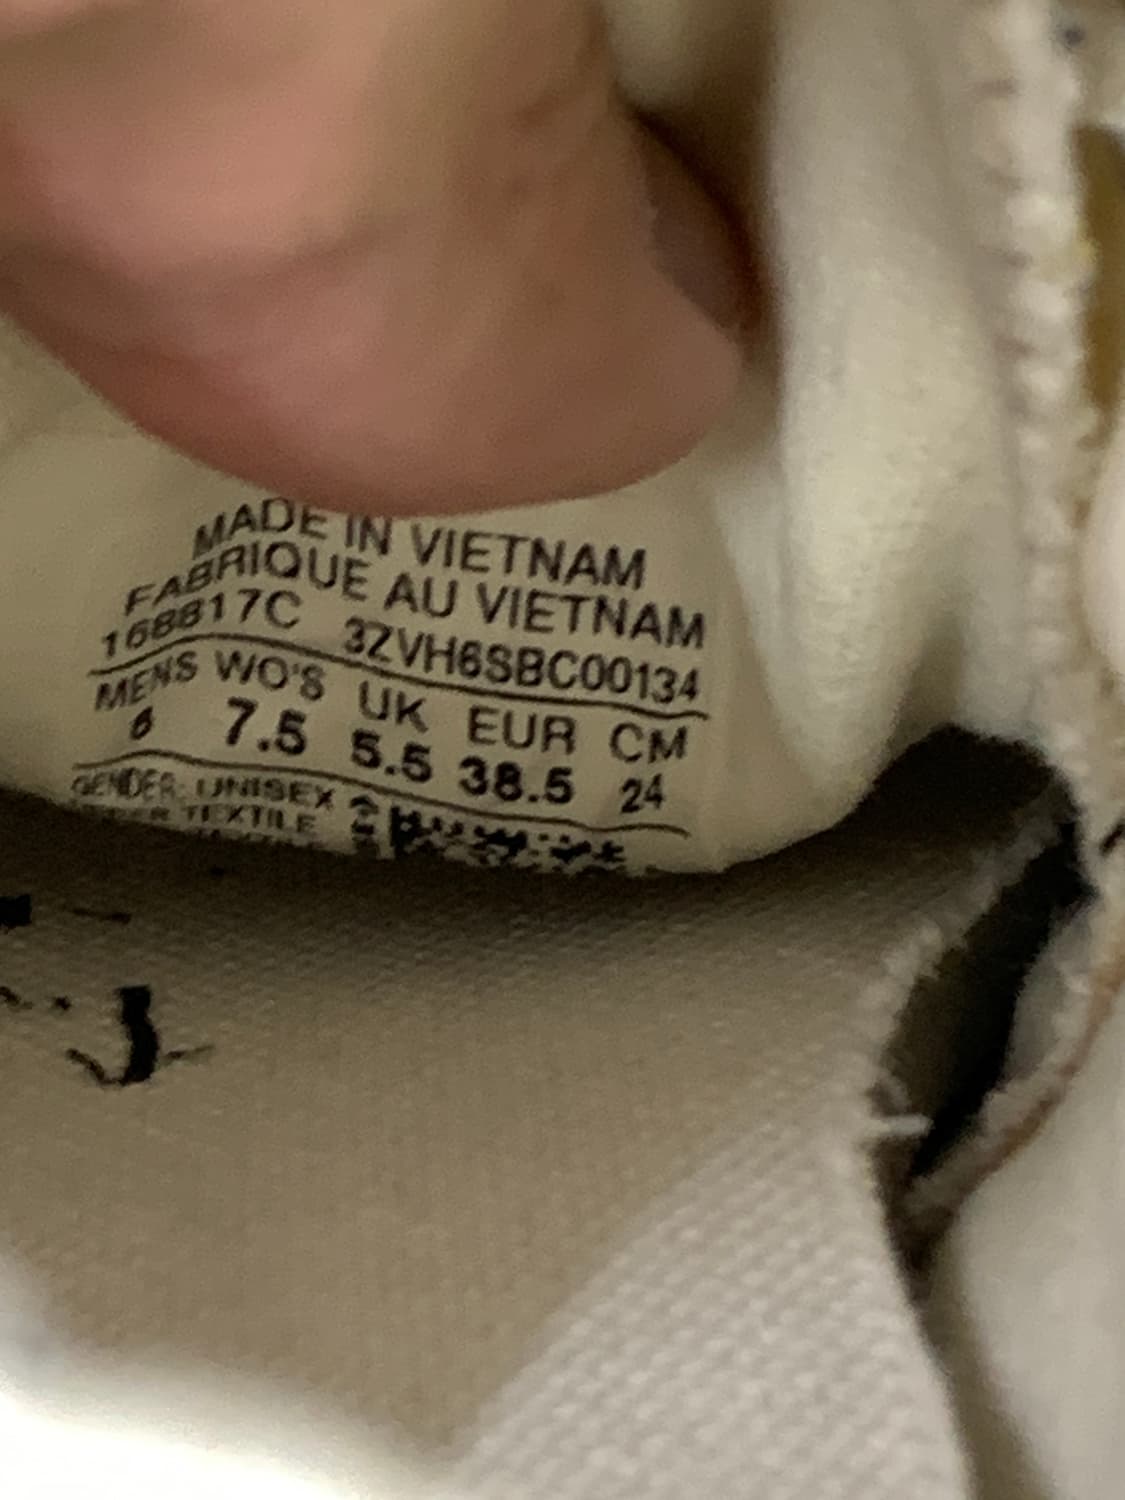 MADE IN VIETNAM
FABRIQUE AU VIETNAM
168817C 3ZVH6SBC00134
MENS WO'S UK EUR CM
6 7.5 5.5 38.5 24
GENDER: UNISEX
TEXTILE